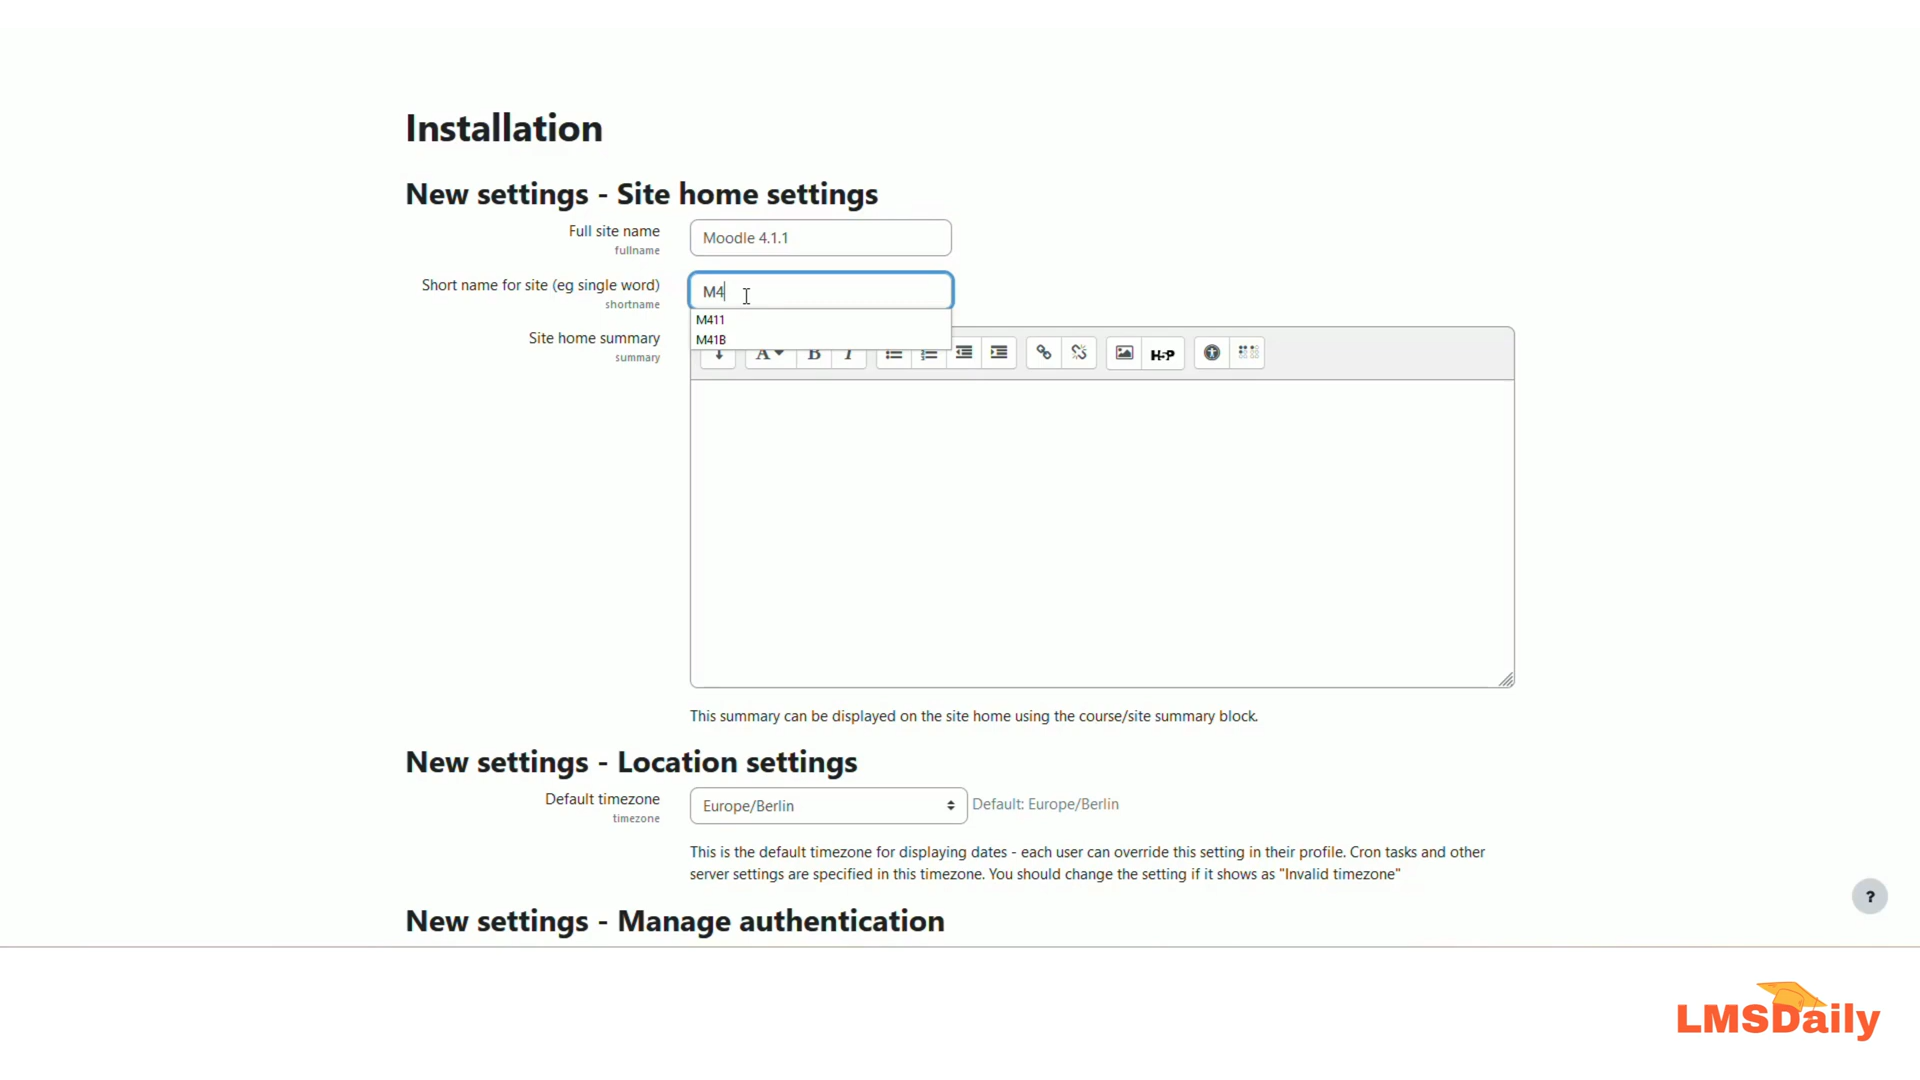 Installation
New settings - Site home settings
Full site name
fullname
Moodle 4.1.1
Short name for site (eg single word)
shortname
M4
M411
M41B
Site home summary
summary
A B I H-P
This summary can be displayed on the site home using the course/site summary block.
New settings - Location settings
Default timezone
timezone
Europe/Berlin
Default: Europe/Berlin
This is the default timezone for displaying dates - each user can override this setting in their profile. Cron tasks and other
server settings are specified in this timezone. You should change the setting if it shows as "Invalid timezone"
New settings - Manage authentication
?
LMSDaily